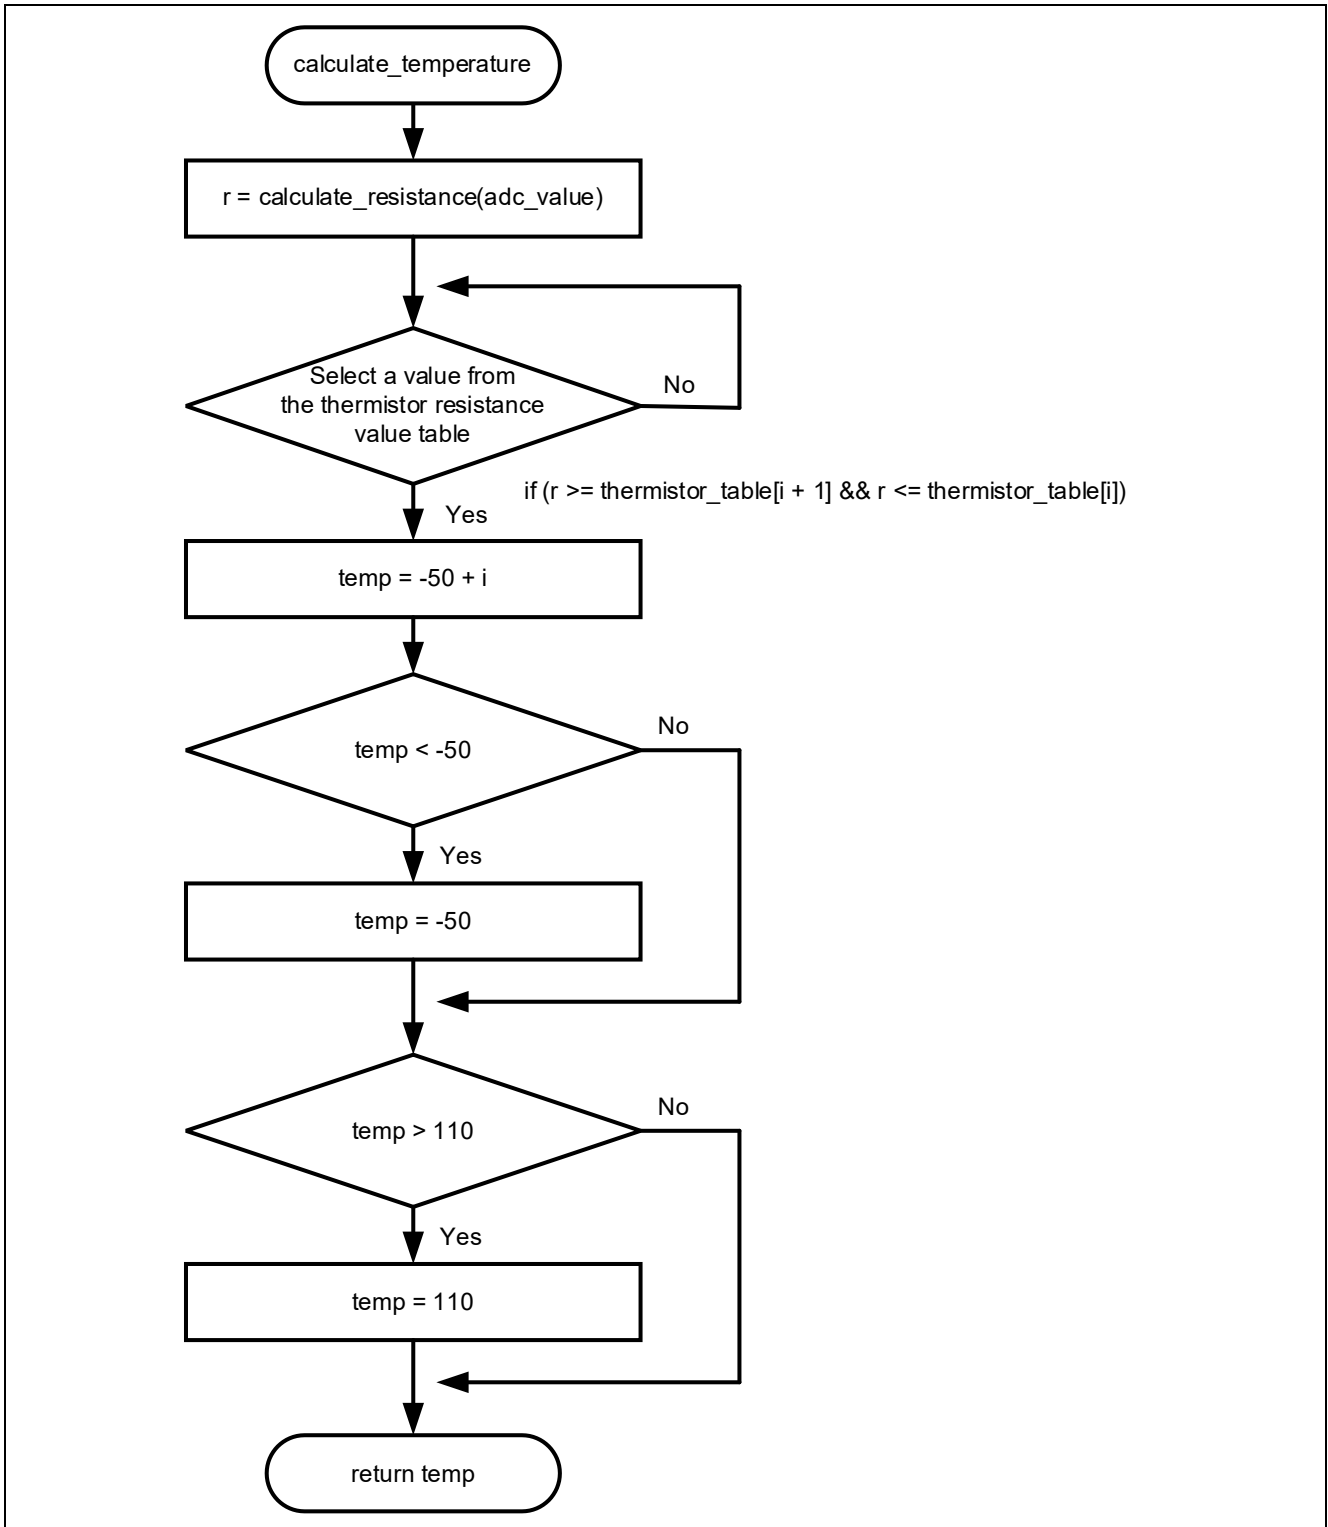 calculate_temperature
r = calculate_resistance(adc_value)
Select a value from
the thermistor resistance
value table
No
if (r >= thermistor_table[i + 1] && r <= thermistor_table[i])
Yes
temp = -50 + i
No
temp < -50
Yes
temp = -50
No
temp > 110
Yes
temp = 110
return temp